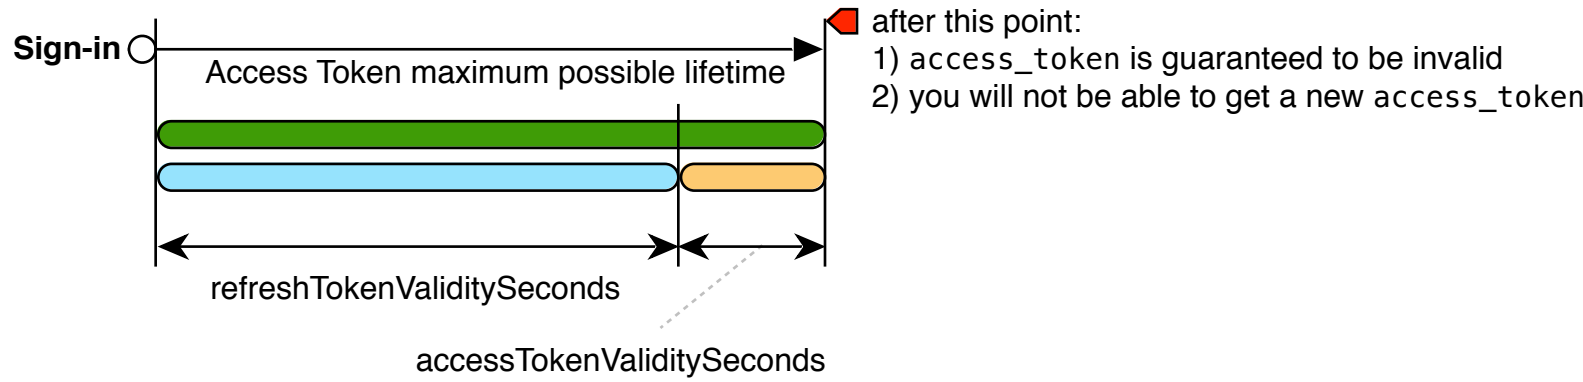 Sign-in
Access Token maximum possible lifetime
after this point:
1) access_token is guaranteed to be invalid
2) you will not be able to get a new access_token
refreshTokenValiditySeconds
accessTokenValiditySeconds